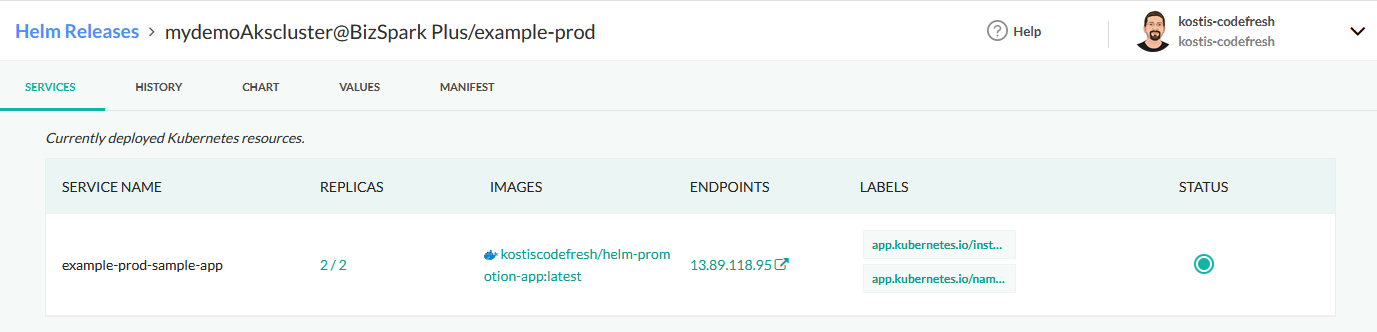 Helm Releases > mydemoAkscluster@BizSpark Plus/example-prod
? Help
kostis-codefresh
kostis-codefresh
SERVICES HISTORY CHART VALUES MANIFEST
Currently deployed Kubernetes resources.
SERVICE NAME REPLICAS IMAGES ENDPOINTS LABELS STATUS
example-prod-sample-app
2 / 2
kostiscodefresh/helm-prom
otion-app:latest
13.89.118.95
app.kubernetes.io/inst...
app.kubernetes.io/nam...